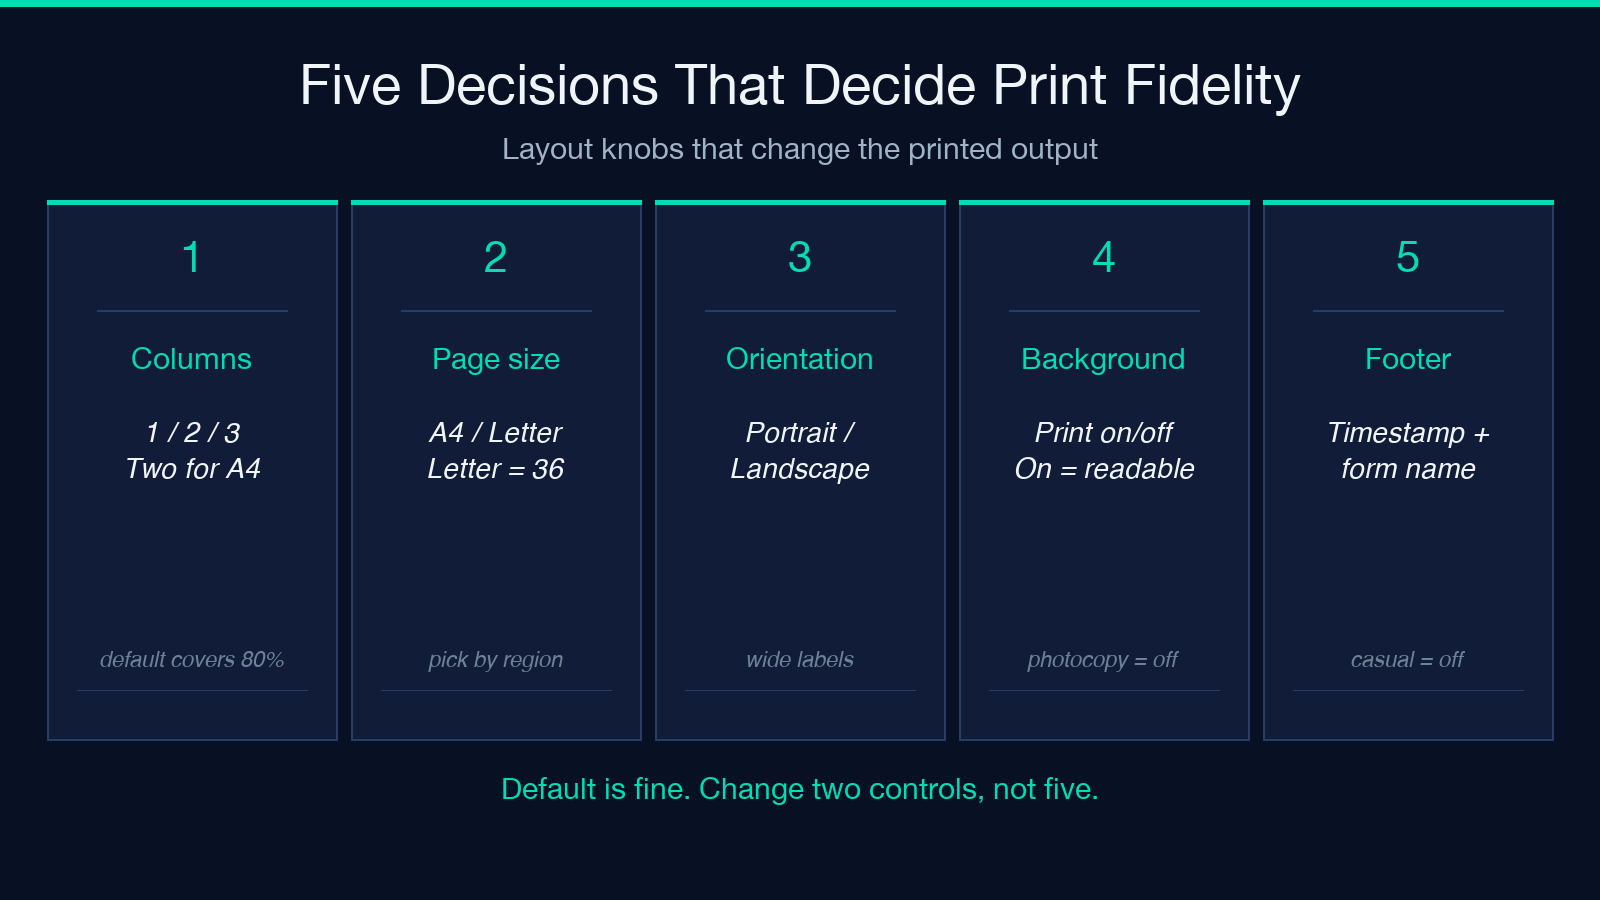 Five Decisions That Decide Print Fidelity
Layout knobs that change the printed output
1
Columns
1 / 2 / 3
Two for A4
default covers 80%
2
Page size
A4 / Letter
Letter = 36
pick by region
3
Orientation
Portrait /
Landscape
wide labels
4
Background
Print on/off
On = readable
photocopy = off
5
Footer
Timestamp +
form name
casual = off
Default is fine. Change two controls, not five.